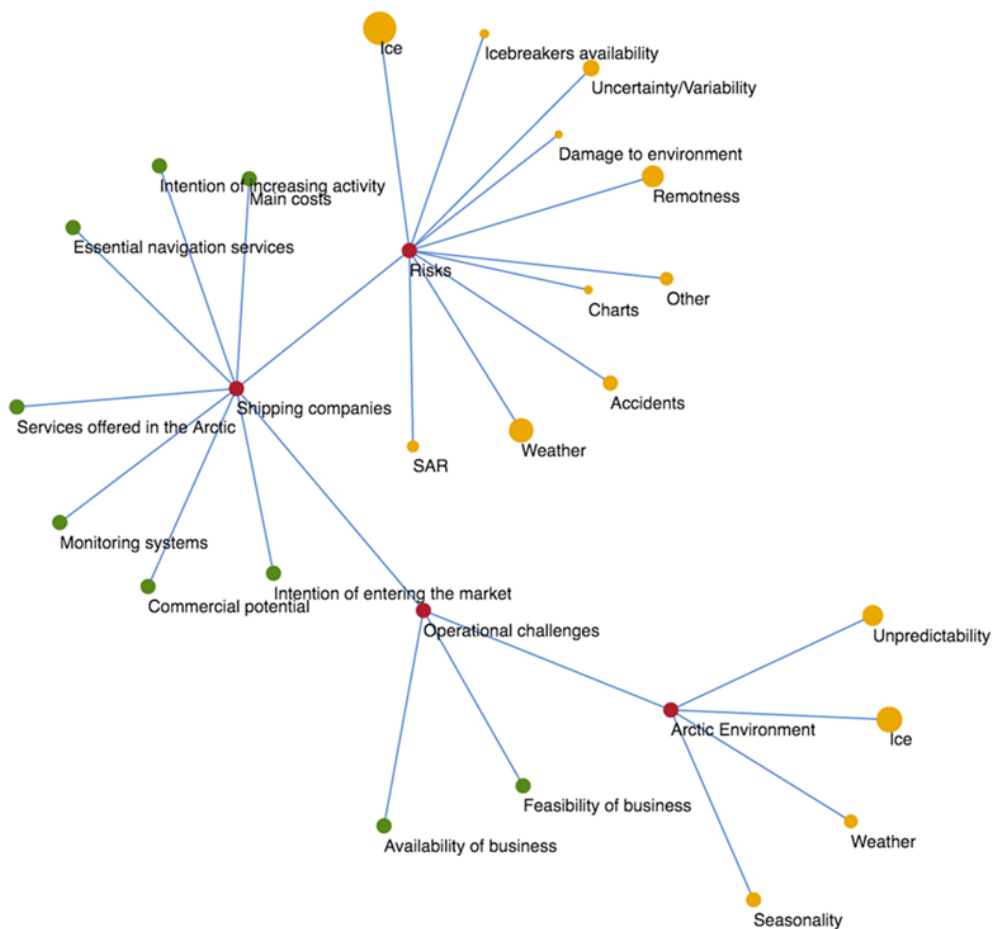 Ice
Icebreakers availability
Uncertainty/Variability
Damage to environment
Intention of increasing activity
Main costs
Remotness
Essential navigation services
Risks
Other
Charts
Shipping companies
Accidents
Services offered in the Arctic
Weather
SAR
Monitoring systems
Intention of entering the market
Commercial potential
Operational challenges
Unpredictability
Arctic Environment
Ice
Feasibility of business
Availability of business
Weather
Seasonality